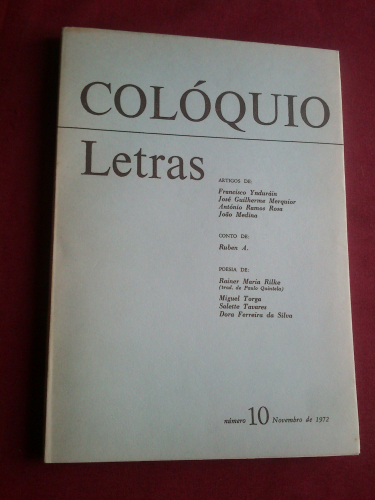 COLÓQUIO
Letras
ARTIGOS DE:
Francisco Ynduráin
José Guilherme Merquior
António Ramos Rosa
João Medina
CONTO DE:
Ruben A.
POESIA DE:
Rainer Maria Rilke
(trad. de Paulo Quintela)
Miguel Torga
Salette Tavares
Dora Ferreira da Silva
número 10 Novembro de 1972